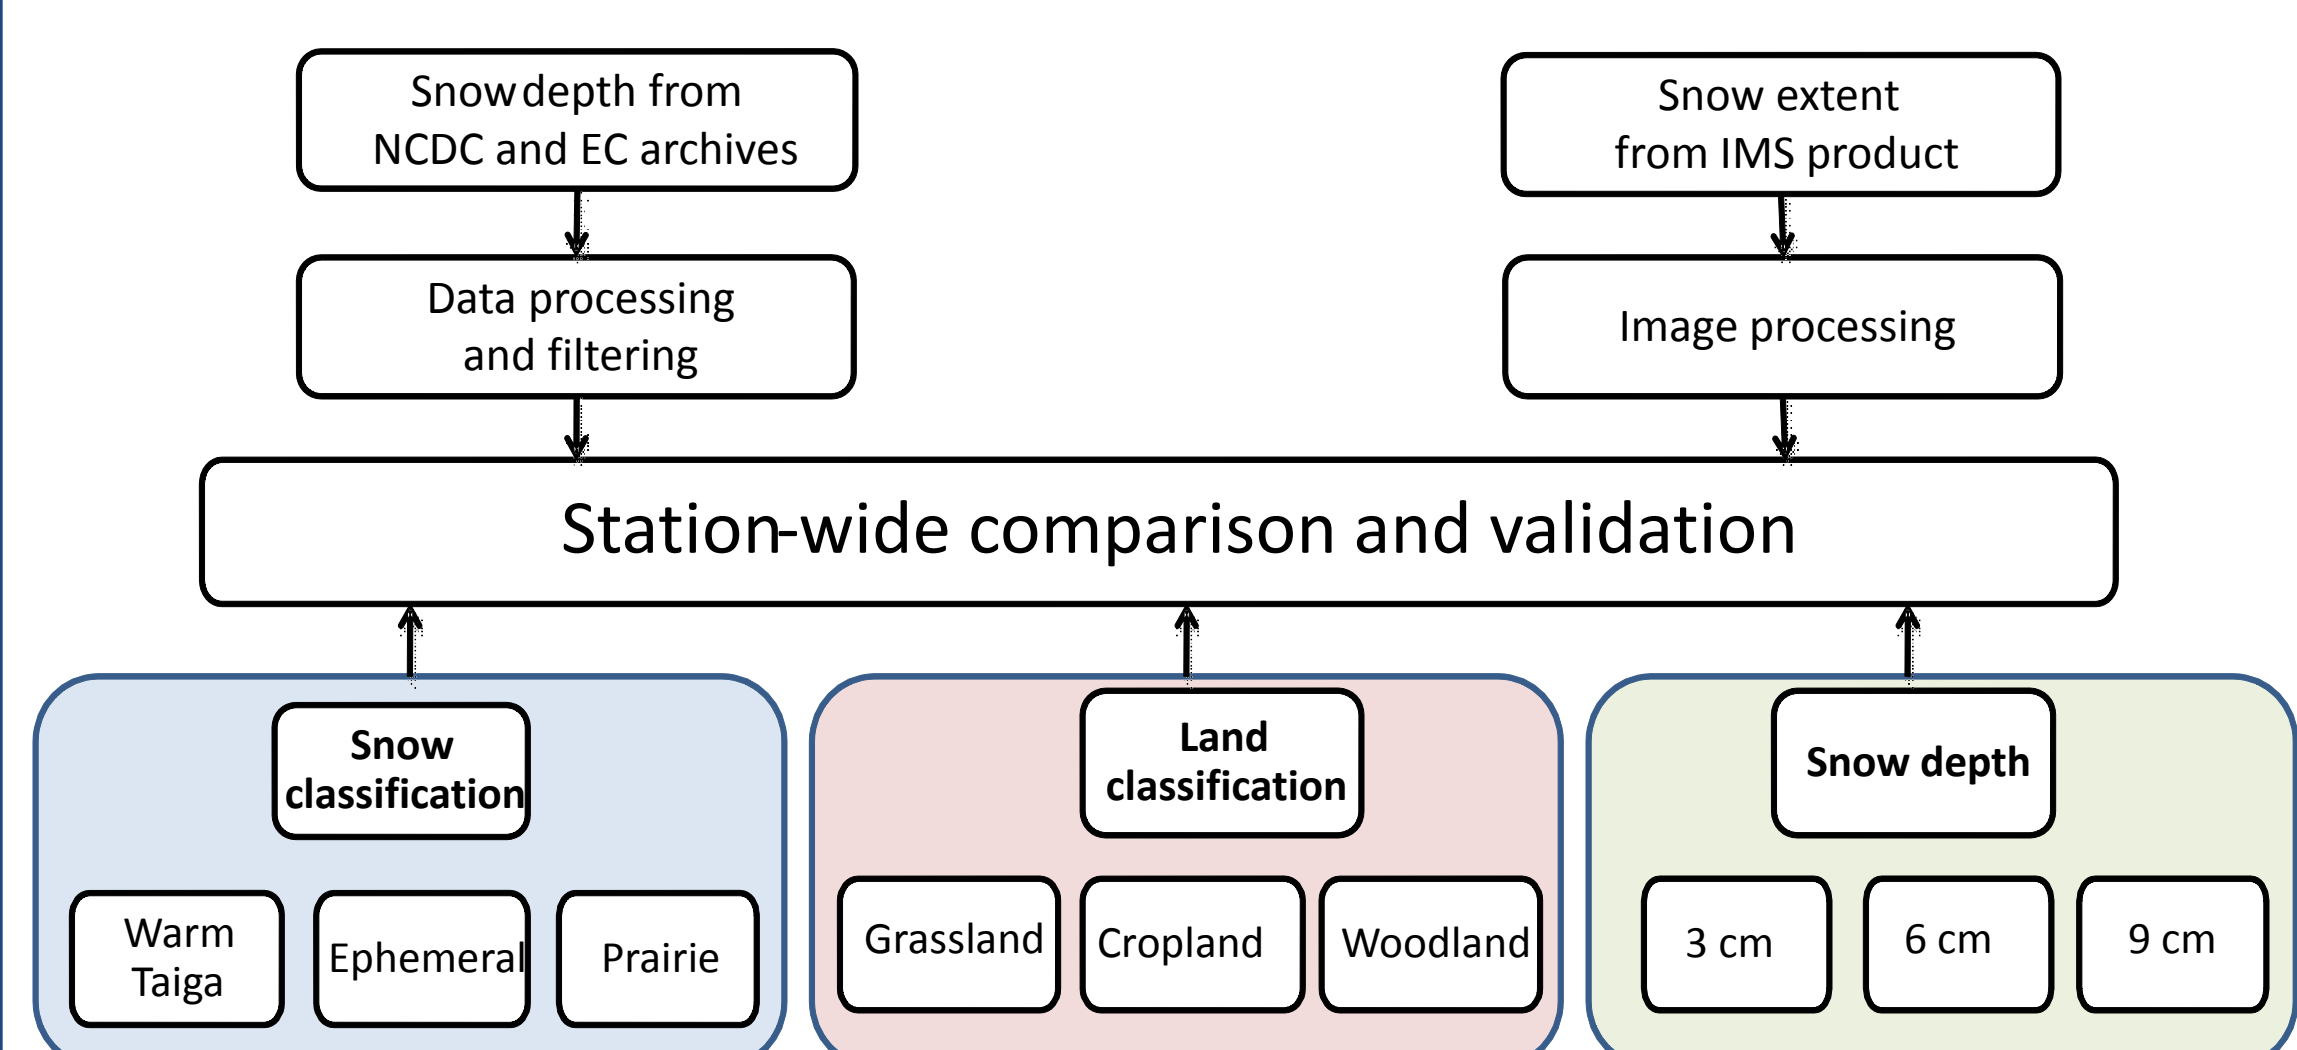 Snow depth from
NCDC and EC archives
Snow extent
from IMS product
Data processing
and filtering
Image processing
Station-wide comparison and validation
Snow
classification
Land
classification
Snow depth
Warm
Taiga
Ephemeral
Prairie
Grassland
Cropland
Woodland
3 cm
6 cm
9 cm